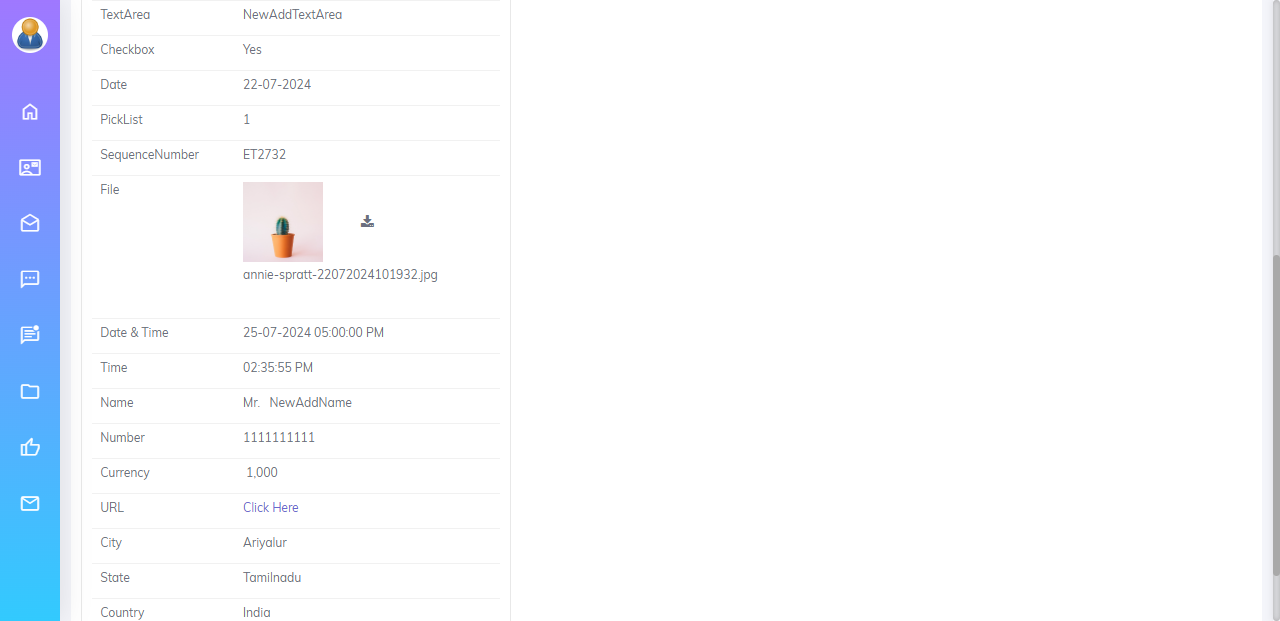 TextArea NewAddTextArea
Checkbox Yes
Date 22-07-2024
PickList 1
SequenceNumber ET2732
File
annie-spratt-22072024101932.jpg
Date & Time 25-07-2024 05:00:00 PM
Time 02:35:55 PM
Name Mr. NewAddName
Number 1111111111
Currency 1,000
URL Click Here
City Ariyalur
State Tamilnadu
Country India